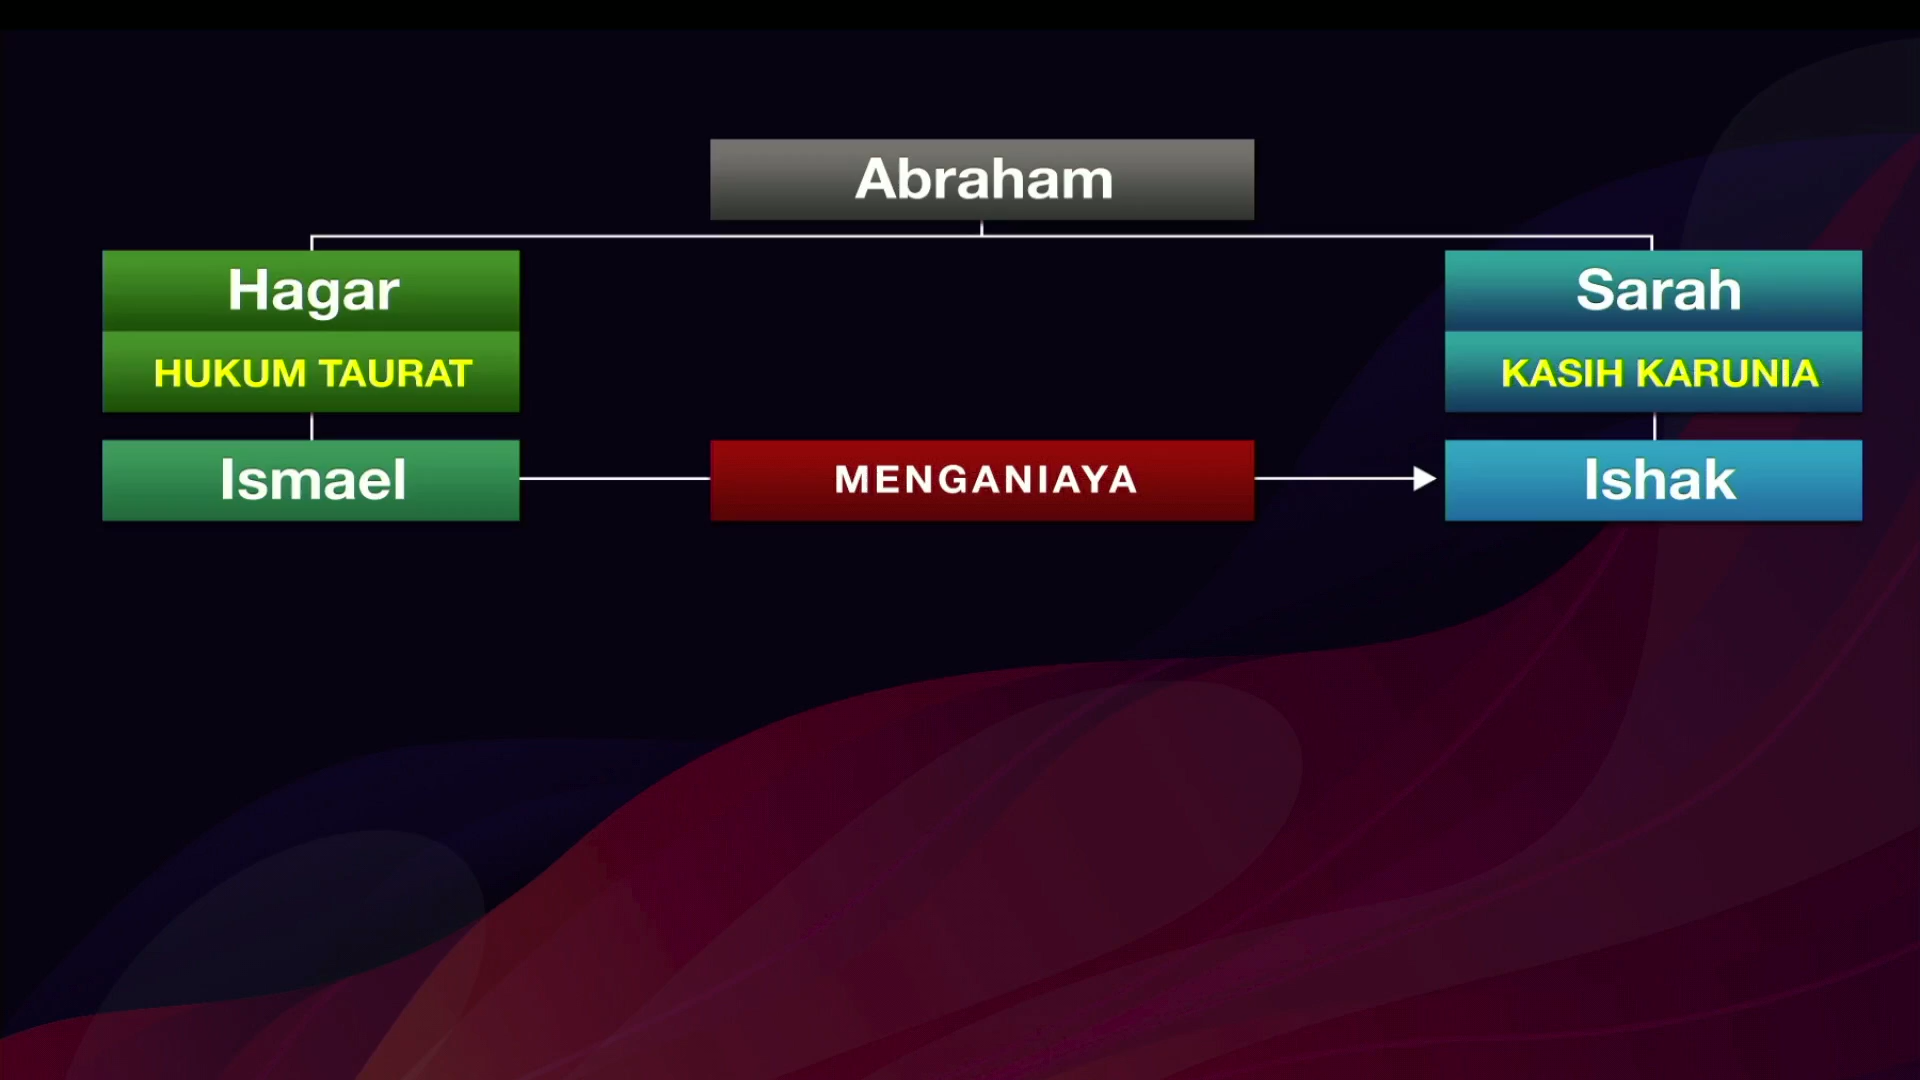 Abraham
Hagar
Sarah
HUKUM TAURAT
KASIH KARUNIA
Ismael
MENGANIAYA
Ishak